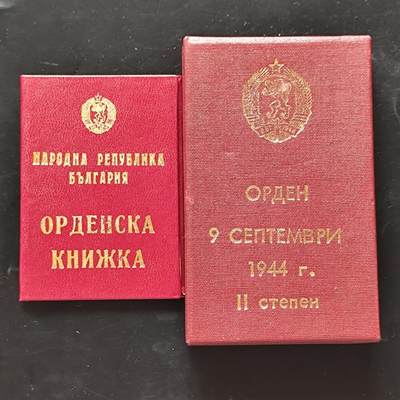 НАРОДНА РЕПУБЛИКА
БЪЛГАРИЯ
ОРДЕНСКА
КНИЖКА
ОРДЕН
9 СЕПТЕМВРИ
1944 г.
II степен